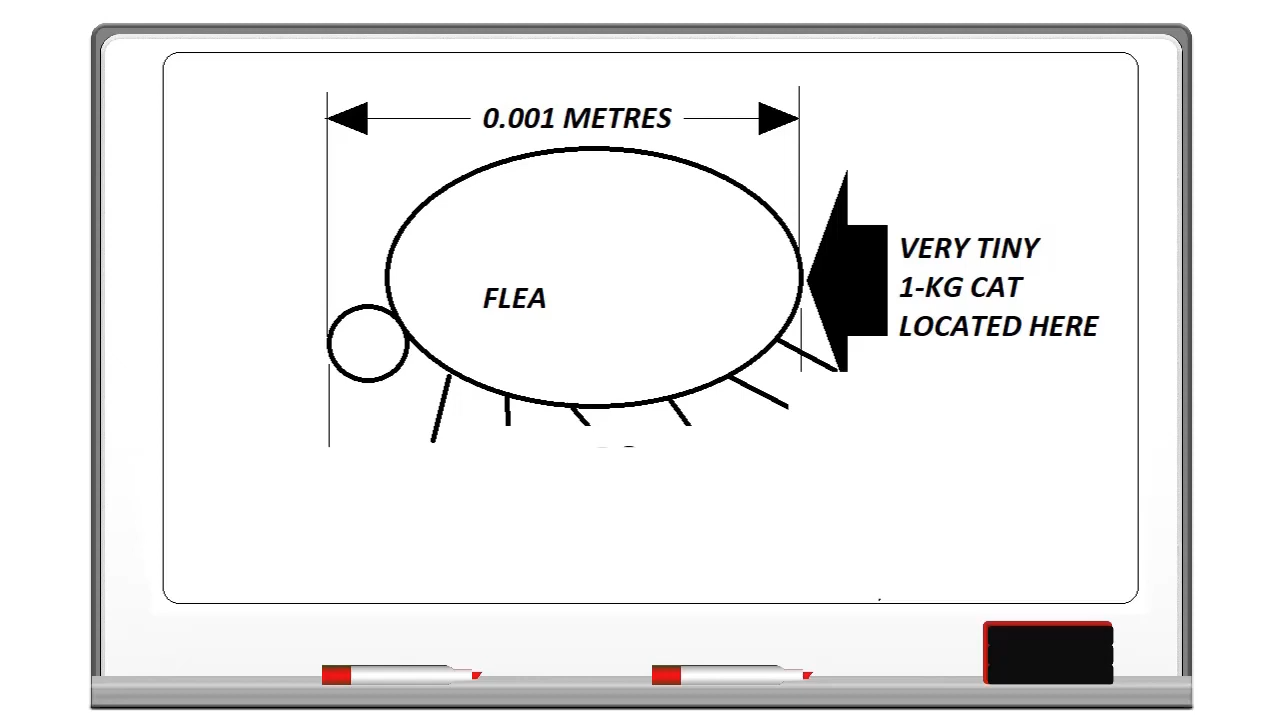 0.001 METRES
FLEA
VERY TINY
1-KG CAT
LOCATED HERE